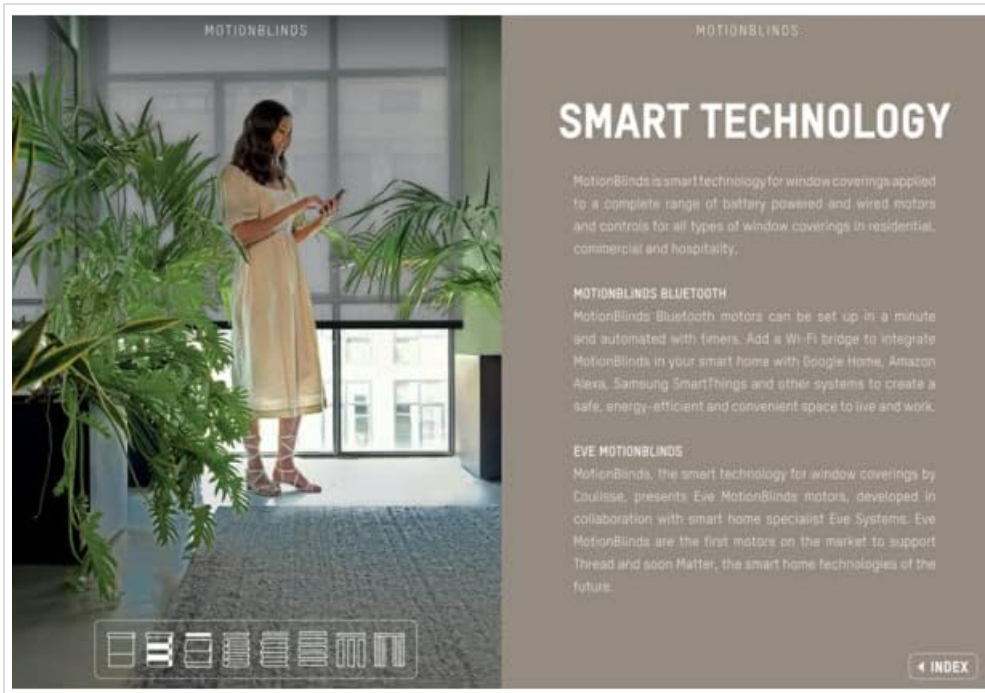 MOTIONBLINDS
MOTIONBLINDS
SMART TECHNOLOGY
MotionBlinds is smart technology for window coverings applied
to a complete range of battery powered and wired motors
and controls for all types of window coverings in residential,
commercial and hospitality.
MOTIONBLINDS BLUETOOTH
MotionBlinds Bluetooth motors can be set up in a minute
and automated with timers. Add a Wi-Fi bridge to integrate
MotionBlinds in your smart home with Google Home, Amazon
Alexa, Samsung SmartThings and other systems to create a
safe, energy-efficient and convenient space to live and work.
EVE MOTIONBLINDS
MotionBlinds, the smart technology for window coverings by
Coulisse, presents Eve MotionBlinds motors, developed in
collaboration with smart home specialist Eve Systems. Eve
MotionBlinds are the first motors on the market to support
Thread and soon Matter, the smart home technologies of the
future.
INDEX